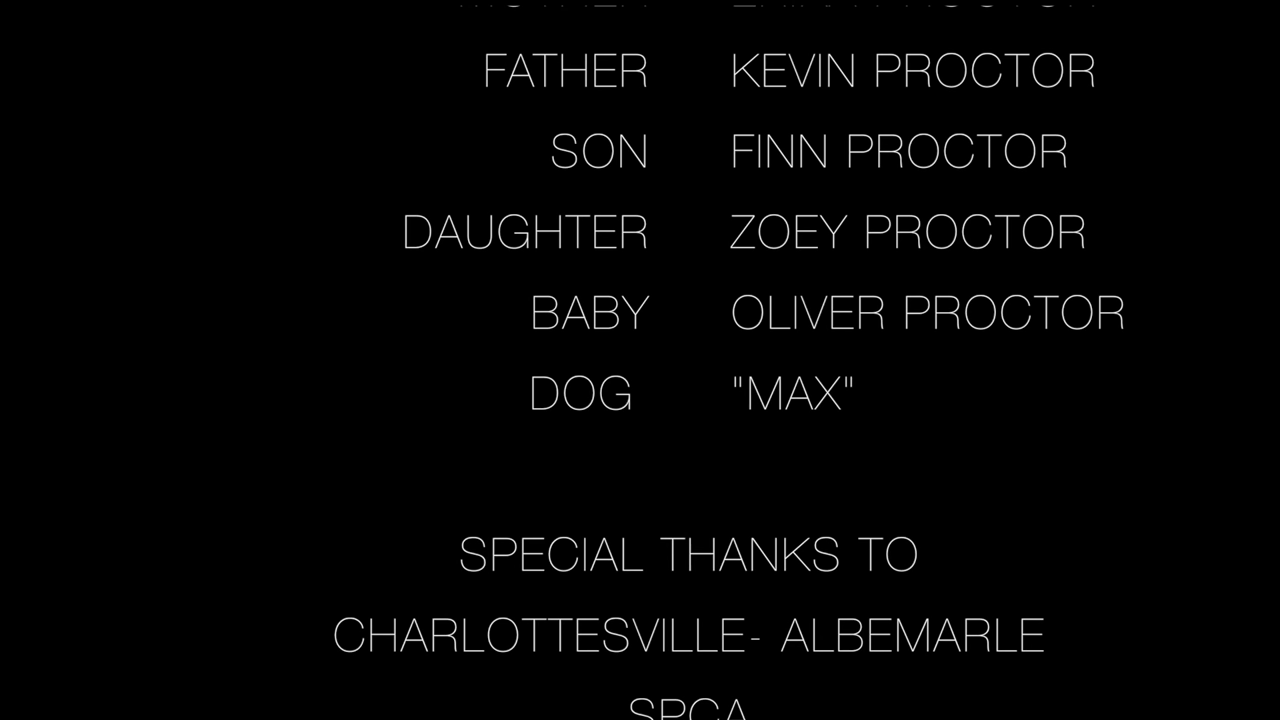 FATHER KEVIN PROCTOR
SON FINN PROCTOR
DAUGHTER ZOEY PROCTOR
BABY OLIVER PROCTOR
DOG "MAX"
SPECIAL THANKS TO
CHARLOTTESVILLE- ALBEMARLE
SPCA